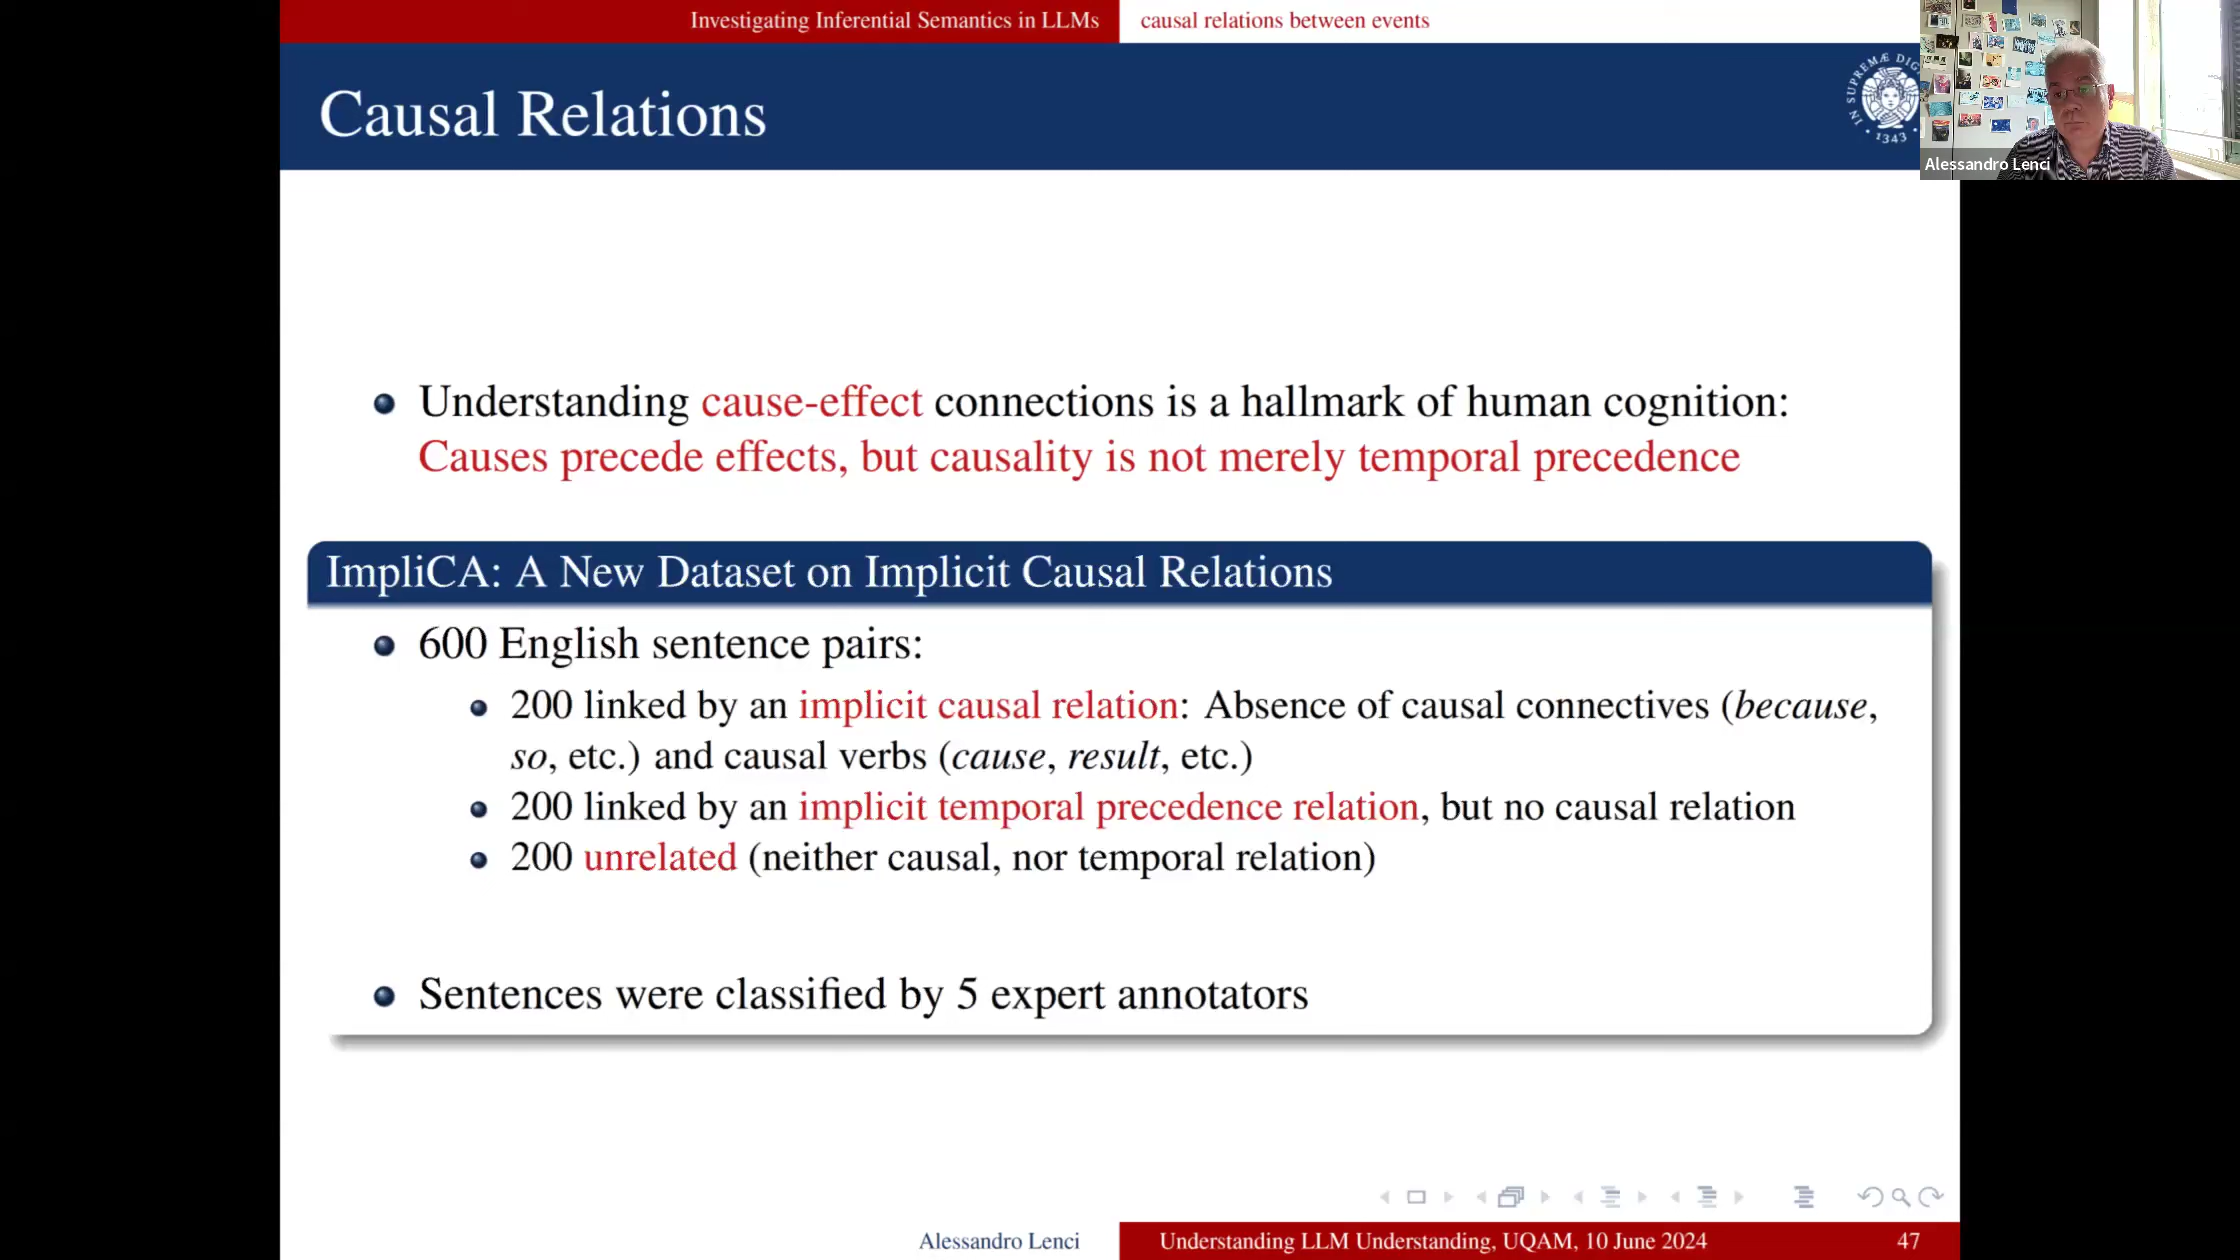 Investigating Inferential Semantics in LLMs
causal relations between events
Causal Relations
IN SUPREMÆ DIG
• 1343 •
Alessandro Lenci
Understanding cause-effect connections is a hallmark of human cognition:
Causes precede effects, but causality is not merely temporal precedence
ImpliCA: A New Dataset on Implicit Causal Relations
600 English sentence pairs:
200 linked by an implicit causal relation: Absence of causal connectives (because,
so, etc.) and causal verbs (cause, result, etc.)
200 linked by an implicit temporal precedence relation, but no causal relation
200 unrelated (neither causal, nor temporal relation)
Sentences were classified by 5 expert annotators
Alessandro Lenci
Understanding LLM Understanding, UQAM, 10 June 2024
47